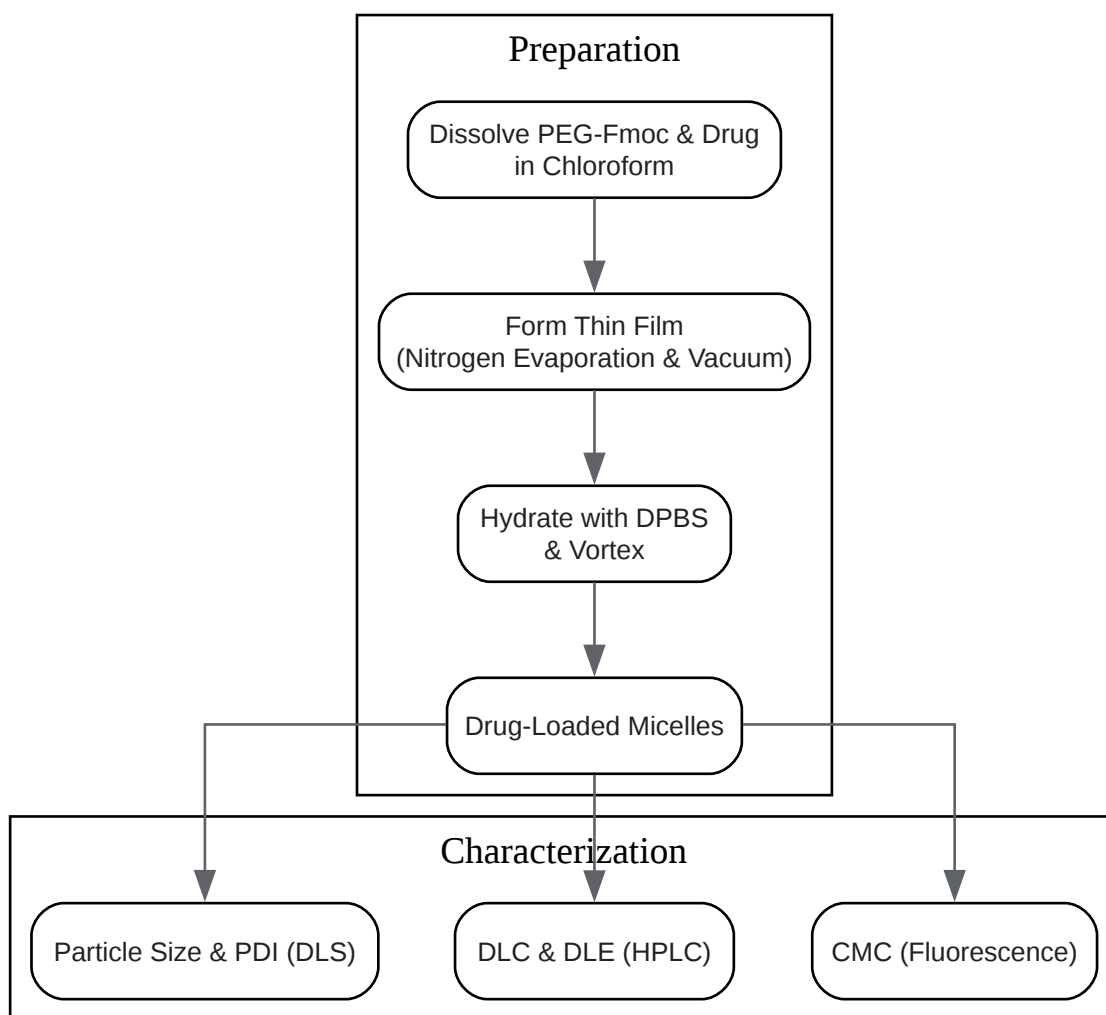 Preparation
Dissolve PEG-Fmoc & Drug
in Chloroform
Form Thin Film
(Nitrogen Evaporation & Vacuum)
Hydrate with DPBS
& Vortex
Drug-Loaded Micelles
Characterization
Particle Size & PDI (DLS)
DLC & DLE (HPLC)
CMC (Fluorescence)